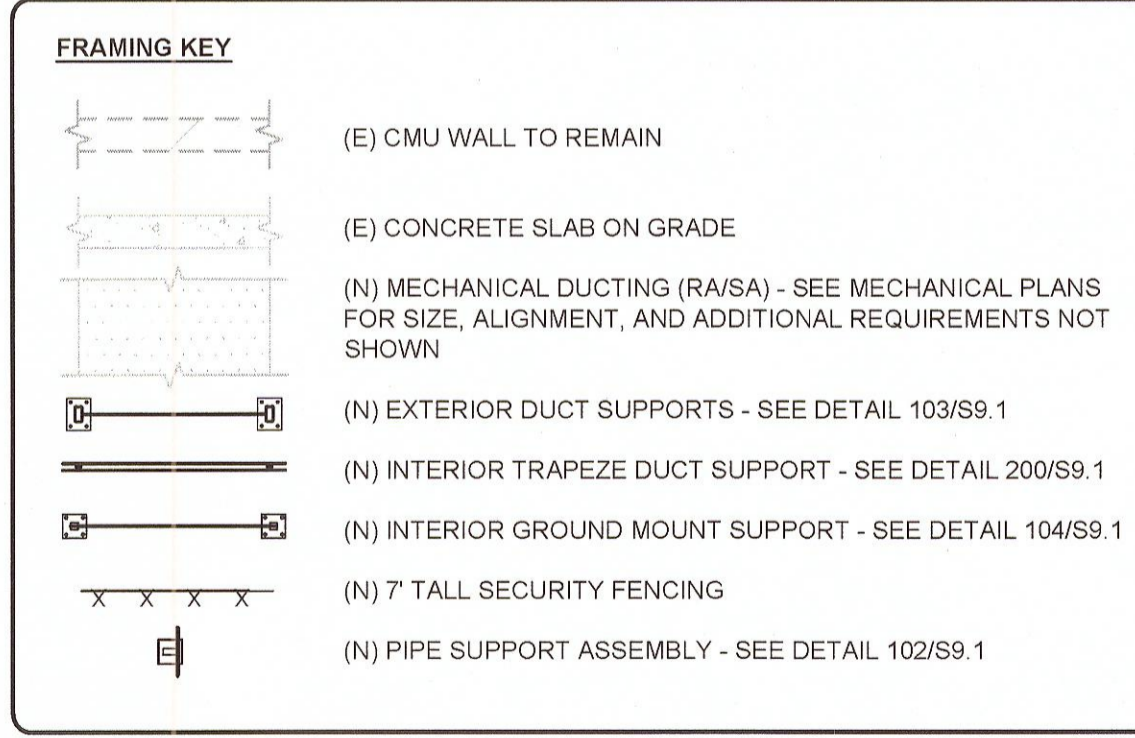 FRAMING KEY
(E) CMU WALL TO REMAIN
(E) CONCRETE SLAB ON GRADE
(N) MECHANICAL DUCTING (RA/SA) - SEE MECHANICAL PLANS
FOR SIZE, ALIGNMENT, AND ADDITIONAL REQUIREMENTS NOT
SHOWN
(N) EXTERIOR DUCT SUPPORTS - SEE DETAIL 103/S9.1
(N) INTERIOR TRAPEZE DUCT SUPPORT - SEE DETAIL 200/S9.1
(N) INTERIOR GROUND MOUNT SUPPORT - SEE DETAIL 104/S9.1
X X X X
(N) 7' TALL SECURITY FENCING
(N) PIPE SUPPORT ASSEMBLY - SEE DETAIL 102/S9.1